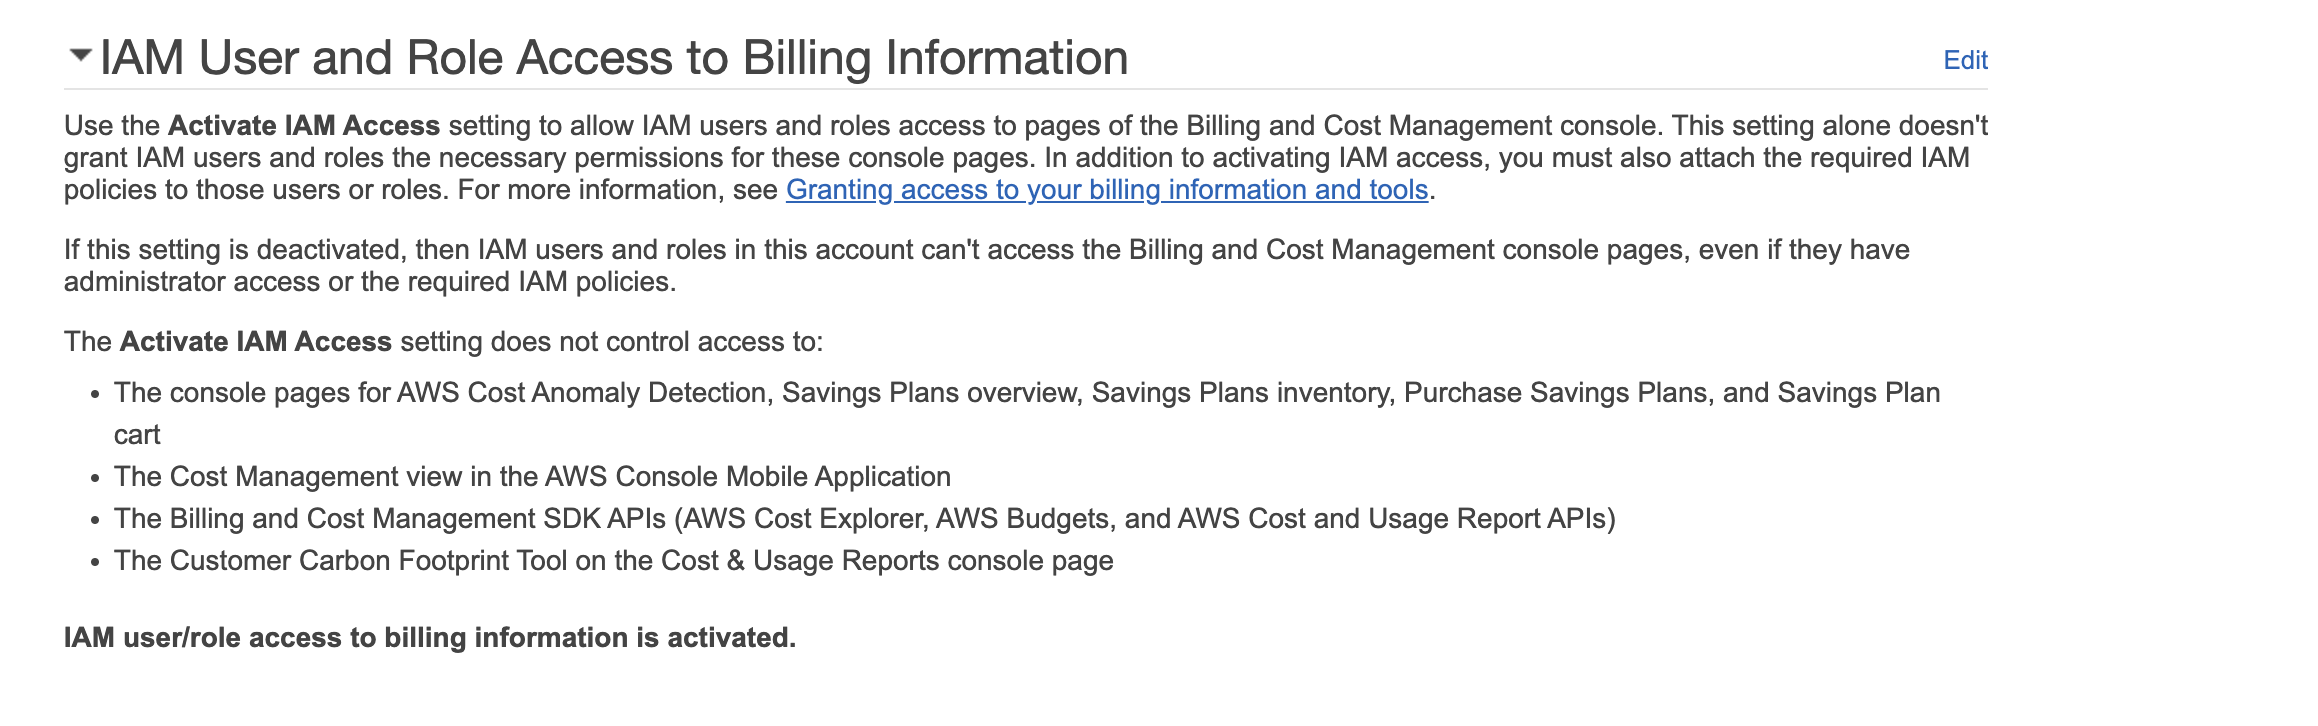 IAM User and Role Access to Billing Information
Edit
Use the Activate IAM Access setting to allow IAM users and roles access to pages of the Billing and Cost Management console. This setting alone doesn't
grant IAM users and roles the necessary permissions for these console pages. In addition to activating IAM access, you must also attach the required IAM
policies to those users or roles. For more information, see Granting access to your billing information and tools.
If this setting is deactivated, then IAM users and roles in this account can't access the Billing and Cost Management console pages, even if they have
administrator access or the required IAM policies.
The Activate IAM Access setting does not control access to:
• The console pages for AWS Cost Anomaly Detection, Savings Plans overview, Savings Plans inventory, Purchase Savings Plans, and Savings Plan
cart
• The Cost Management view in the AWS Console Mobile Application
• The Billing and Cost Management SDK APIs (AWS Cost Explorer, AWS Budgets, and AWS Cost and Usage Report APIs)
• The Customer Carbon Footprint Tool on the Cost & Usage Reports console page
IAM user/role access to billing information is activated.